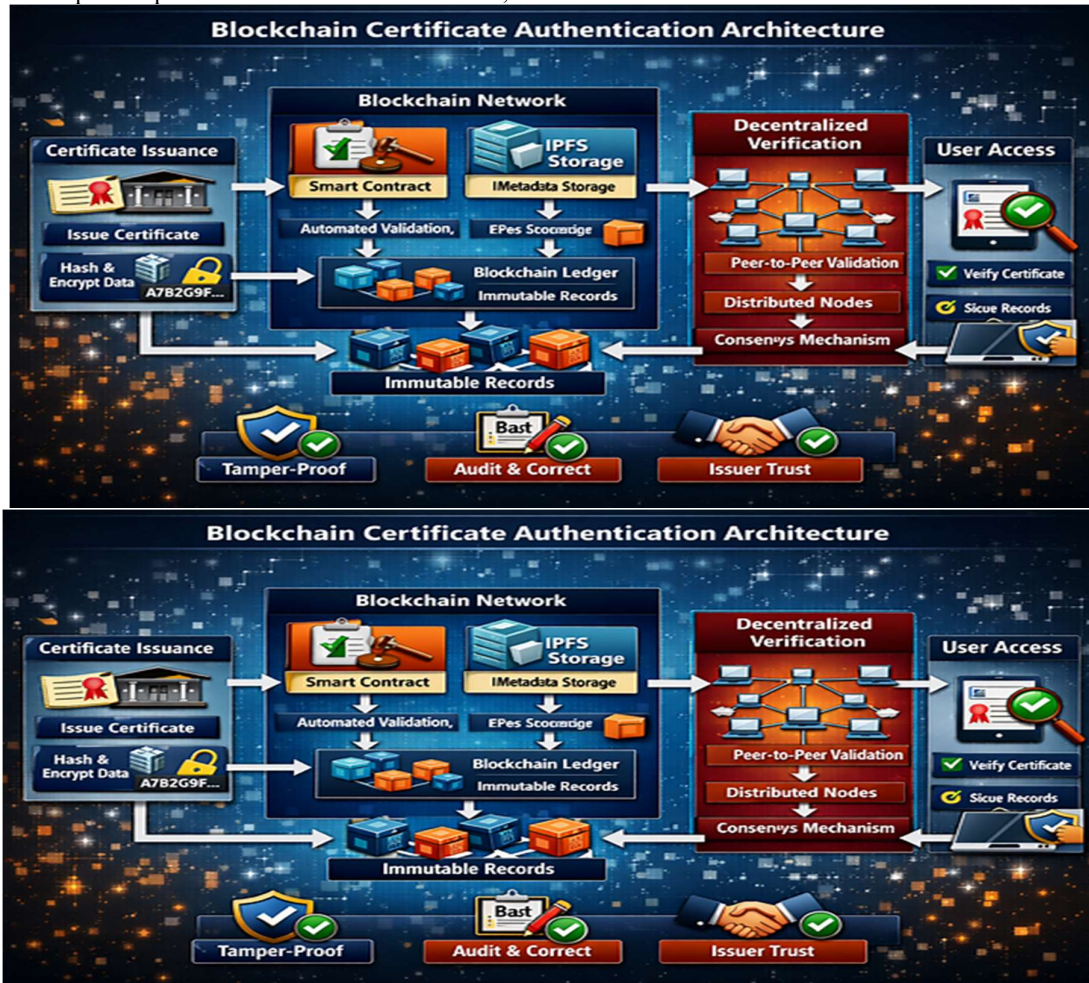 Blockchain Certificate Authentication Architecture
Blockchain Network
Certificate Issuance
Issue Certificate
Hash &
Encrypt Data
A7B2G9F...
Smart Contract
Automated Validation,
IPFS
Storage
IMetadata Storage
EPes
Blockchain Ledger
Immutable Records
Immutable Records
Decentralized
Verification
Peer-to-Peer Validation
Distributed Nodes
Consenys Mechanism
User Access
Verify Certificate
Sicue Records
Bast
Tamper-Proof
Audit & Correct
Issuer Trust
Blockchain Certificate Authentication Architecture
Blockchain Network
Certificate Issuance
Issue Certificate
Hash &
Encrypt Data
A7B2G9F...
Smart Contract
Automated Validation,
IPFS
Storage
IMetadata Storage
EPes
Blockchain Ledger
Immutable Records
Immutable Records
Decentralized
Verification
Peer-to-Peer Validation
Distributed Nodes
Consenys Mechanism
User Access
Verify Certificate
Sicue Records
Bast
Tamper-Proof
Audit & Correct
Issuer Trust